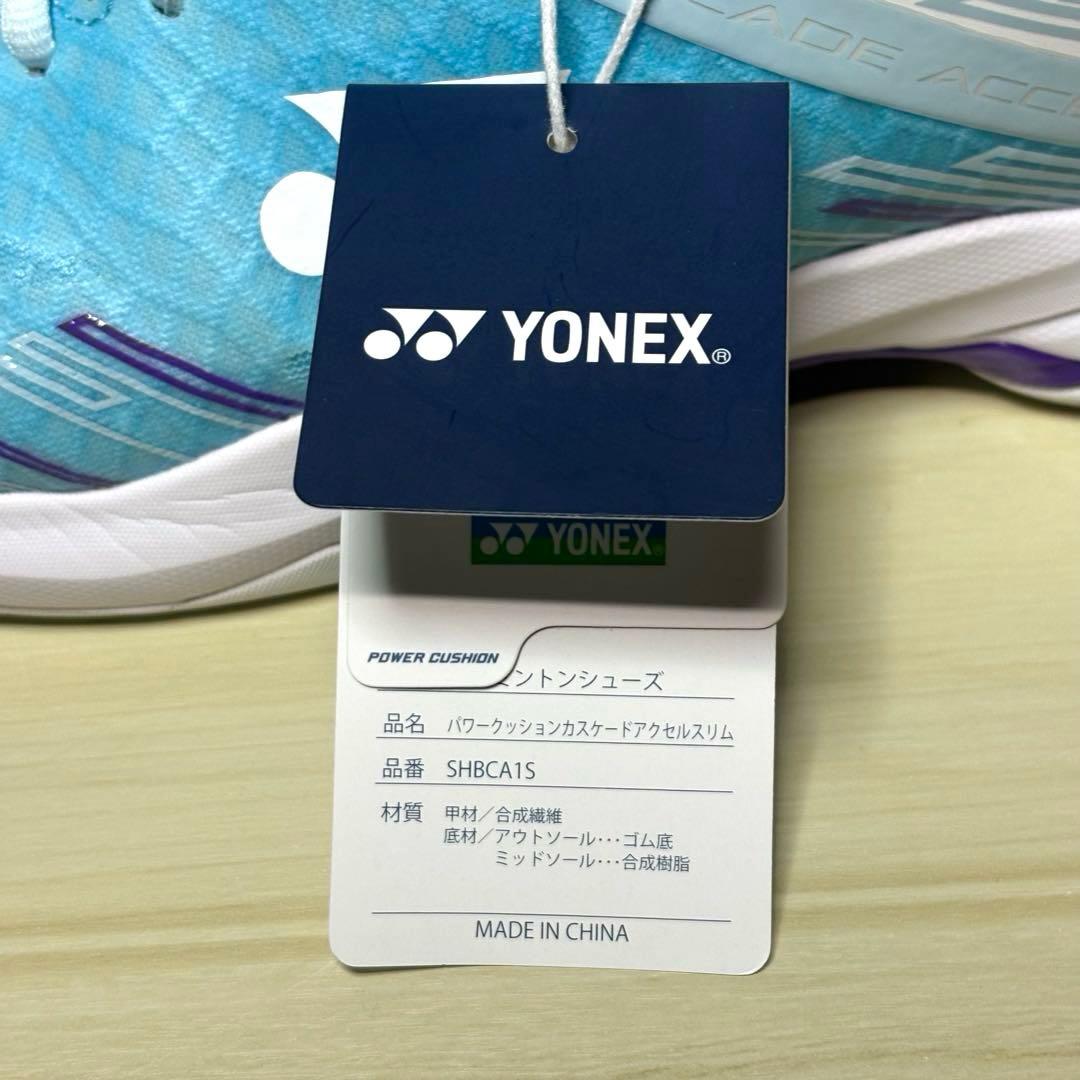 CADE ACCE
YONEX®
YONEX®
POWER CUSHION
ミントンシューズ
品名 パワークッションカスケードアクセルスリム
品番 SHBCA1S
材質 甲材／合成繊維
底材／アウトソール･･･ゴム底
ミッドソール･･･合成樹脂
MADE IN CHINA